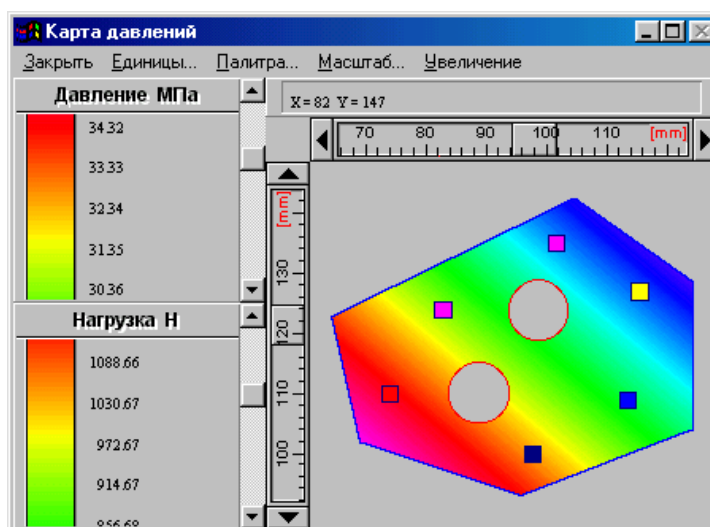 Карта давлений
Закрыть Единицы... Палитра... Масштаб... Увеличение
Давление МПа
34.32
33.33
32.34
31.35
30.36
X= 82 Y= 147
70 80 90 100 110 [mm]
[mm]
130
120
110
100
Нагрузка Н
1088.66
1030.67
972.67
914.67
856.68